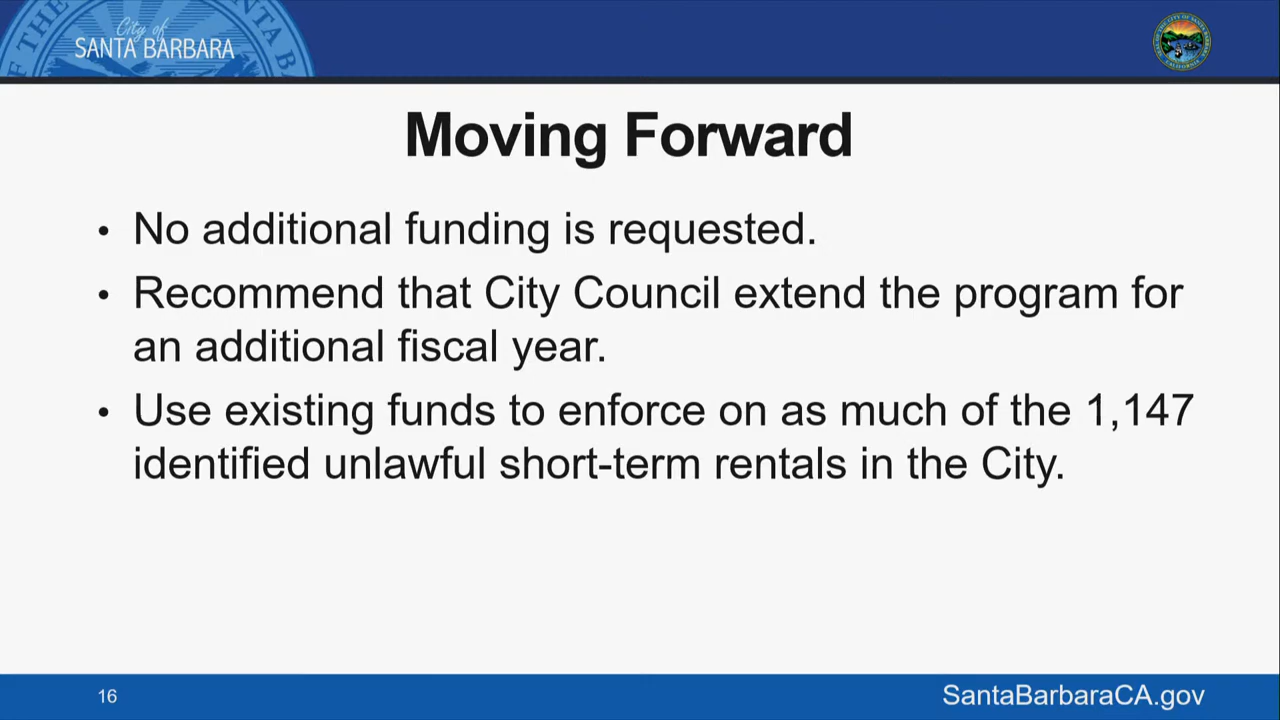 City of
SANTA BARBARA
Moving Forward
• No additional funding is requested.
• Recommend that City Council extend the program for
an additional fiscal year.
• Use existing funds to enforce on as much of the 1,147
identified unlawful short-term rentals in the City.
16
SantaBarbaraCA.gov